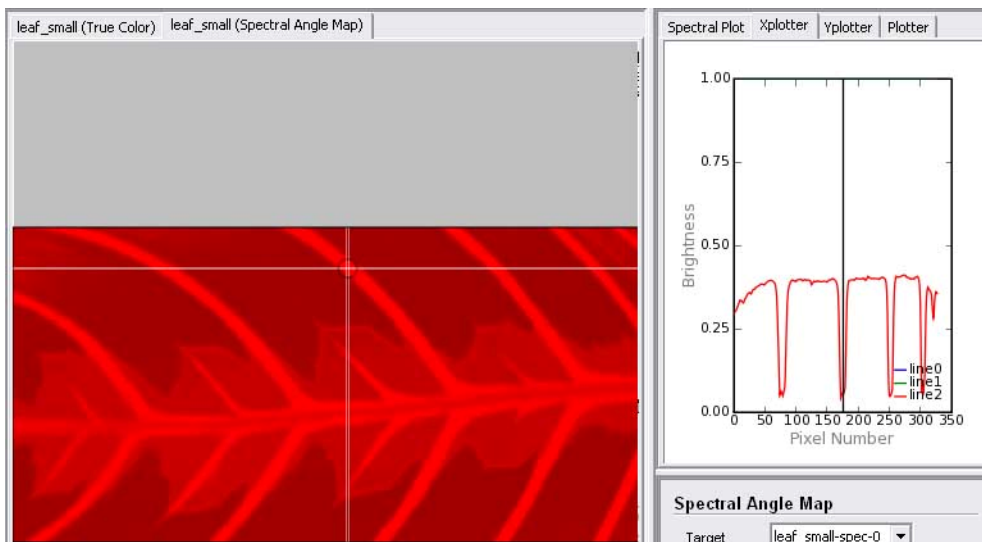 leaf_small (True Color) leaf_small (Spectral Angle Map)
Spectral Plot Xplotter Yplotter Plotter
1.00
0.75
0.50
0.25
0.00
Brightness
line0
line1
line2
0 50 100 150 200 250 300 350
Pixel Number
Spectral Angle Map
Target leaf_small-spec-0